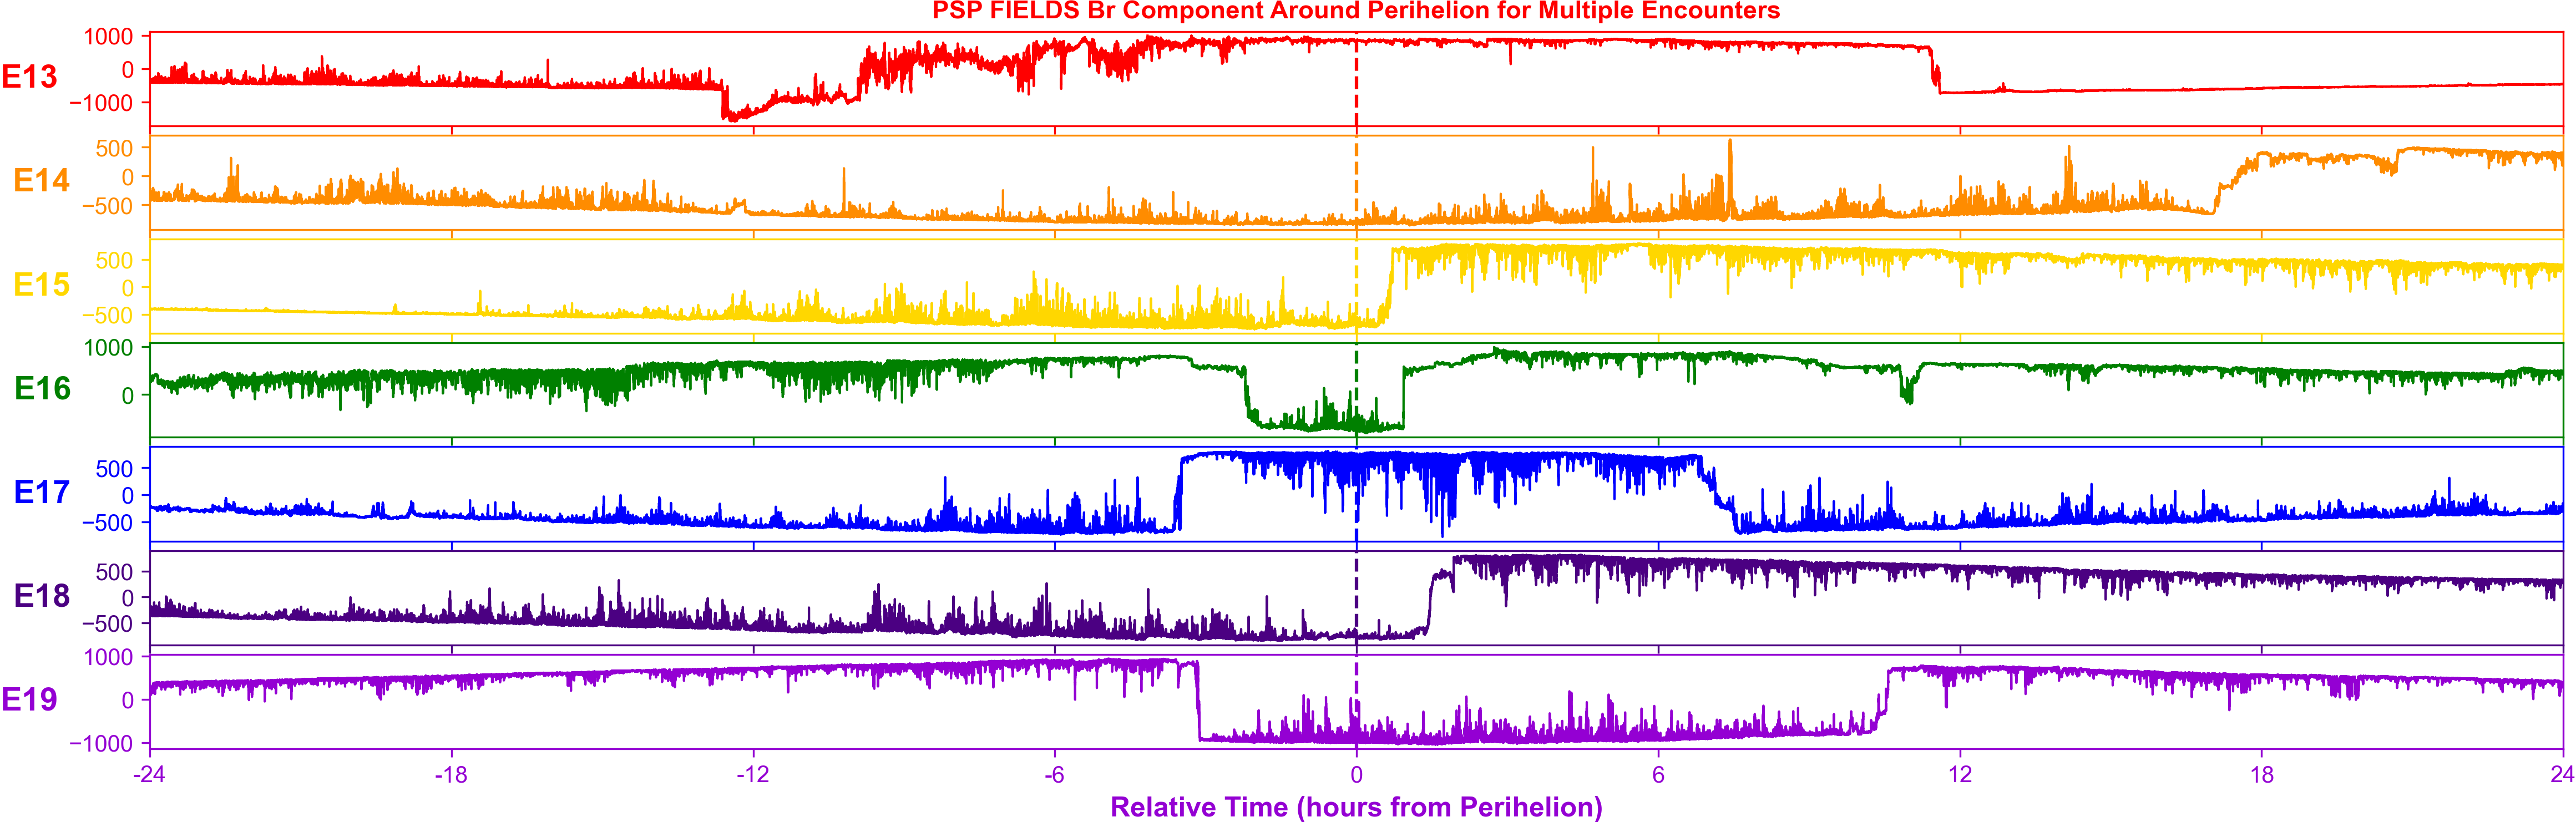 PSP FIELDS Br Component Around Perihelion for Multiple Encounters
E13
1000
0
−1000
E14
500
0
−500
E15
500
0
−500
E16
1000
0
E17
500
0
−500
E18
500
0
−500
E19
1000
0
−1000
-24 -18 -12 -6 0 6 12 18 24
Relative Time (hours from Perihelion)